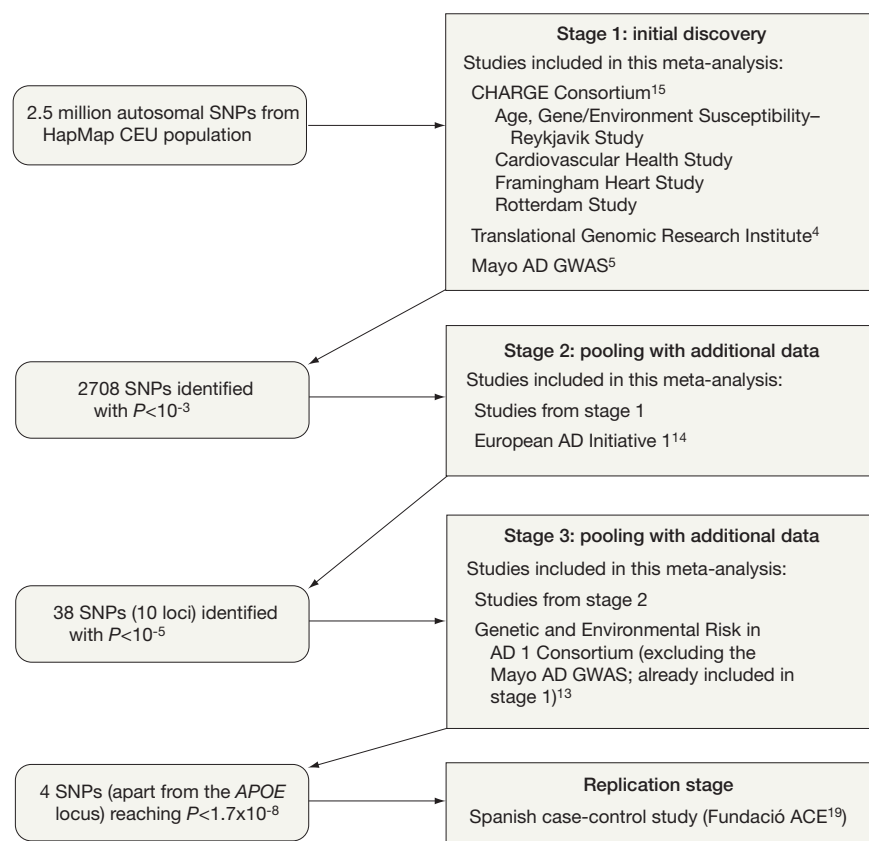 2.5 million autosomal SNPs from
HapMap CEU population
Stage 1: initial discovery
Studies included in this meta-analysis:
CHARGE Consortium15
Age, Gene/Environment Susceptibility–
Reykjavik Study
Cardiovascular Health Study
Framingham Heart Study
Rotterdam Study
Translational Genomic Research Institute4
Mayo AD GWAS5
2708 SNPs identified
with P<10-3
Stage 2: pooling with additional data
Studies included in this meta-analysis:
Studies from stage 1
European AD Initiative 114
38 SNPs (10 loci) identified
with P<10-5
Stage 3: pooling with additional data
Studies included in this meta-analysis:
Studies from stage 2
Genetic and Environmental Risk in
AD 1 Consortium (excluding the
Mayo AD GWAS; already included in
stage 1)13
4 SNPs (apart from the APOE
locus) reaching P<1.7x10-8
Replication stage
Spanish case-control study (Fundació ACE19)